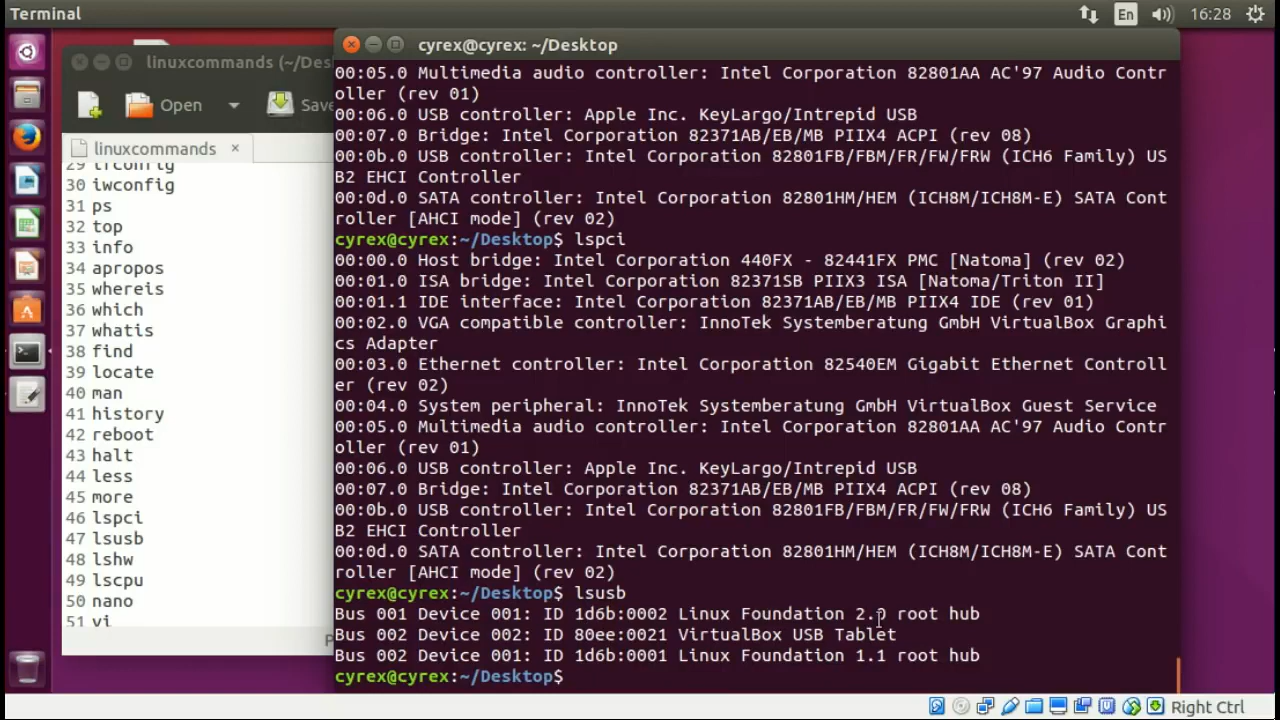 Terminal
En
16:28
linuxcommands (~/Des
Open
Save
linuxcommands ×
29 ifconfig
30 iwconfig
31 ps
32 top
33 info
34 apropos
35 whereis
36 which
37 whatis
38 find
39 locate
40 man
41 history
42 reboot
43 halt
44 less
45 more
46 lspci
47 lsusb
48 lshw
49 lscpu
50 nano
51 vi
P
cyrex@cyrex: ~/Desktop
00:05.0 Multimedia audio controller: Intel Corporation 82801AA AC'97 Audio Contr
oller (rev 01)
00:06.0 USB controller: Apple Inc. KeyLargo/Intrepid USB
00:07.0 Bridge: Intel Corporation 82371AB/EB/MB PIIX4 ACPI (rev 08)
00:0b.0 USB controller: Intel Corporation 82801FB/FBM/FR/FW/FRW (ICH6 Family) US
B2 EHCI Controller
00:0d.0 SATA controller: Intel Corporation 82801HM/HEM (ICH8M/ICH8M-E) SATA Cont
roller [AHCI mode] (rev 02)
cyrex@cyrex:~/Desktop$ lspci
00:00.0 Host bridge: Intel Corporation 440FX - 82441FX PMC [Natoma] (rev 02)
00:01.0 ISA bridge: Intel Corporation 82371SB PIIX3 ISA [Natoma/Triton II]
00:01.1 IDE interface: Intel Corporation 82371AB/EB/MB PIIX4 IDE (rev 01)
00:02.0 VGA compatible controller: InnoTek Systemberatung GmbH VirtualBox Graphi
cs Adapter
00:03.0 Ethernet controller: Intel Corporation 82540EM Gigabit Ethernet Controll
er (rev 02)
00:04.0 System peripheral: InnoTek Systemberatung GmbH VirtualBox Guest Service
00:05.0 Multimedia audio controller: Intel Corporation 82801AA AC'97 Audio Contr
oller (rev 01)
00:06.0 USB controller: Apple Inc. KeyLargo/Intrepid USB
00:07.0 Bridge: Intel Corporation 82371AB/EB/MB PIIX4 ACPI (rev 08)
00:0b.0 USB controller: Intel Corporation 82801FB/FBM/FR/FW/FRW (ICH6 Family) US
B2 EHCI Controller
00:0d.0 SATA controller: Intel Corporation 82801HM/HEM (ICH8M/ICH8M-E) SATA Cont
roller [AHCI mode] (rev 02)
cyrex@cyrex:~/Desktop$ lsusb
Bus 001 Device 001: ID 1d6b:0002 Linux Foundation 2.0 root hub
Bus 002 Device 002: ID 80ee:0021 VirtualBox USB Tablet
Bus 002 Device 001: ID 1d6b:0001 Linux Foundation 1.1 root hub
cyrex@cyrex:~/Desktop$
Right Ctrl